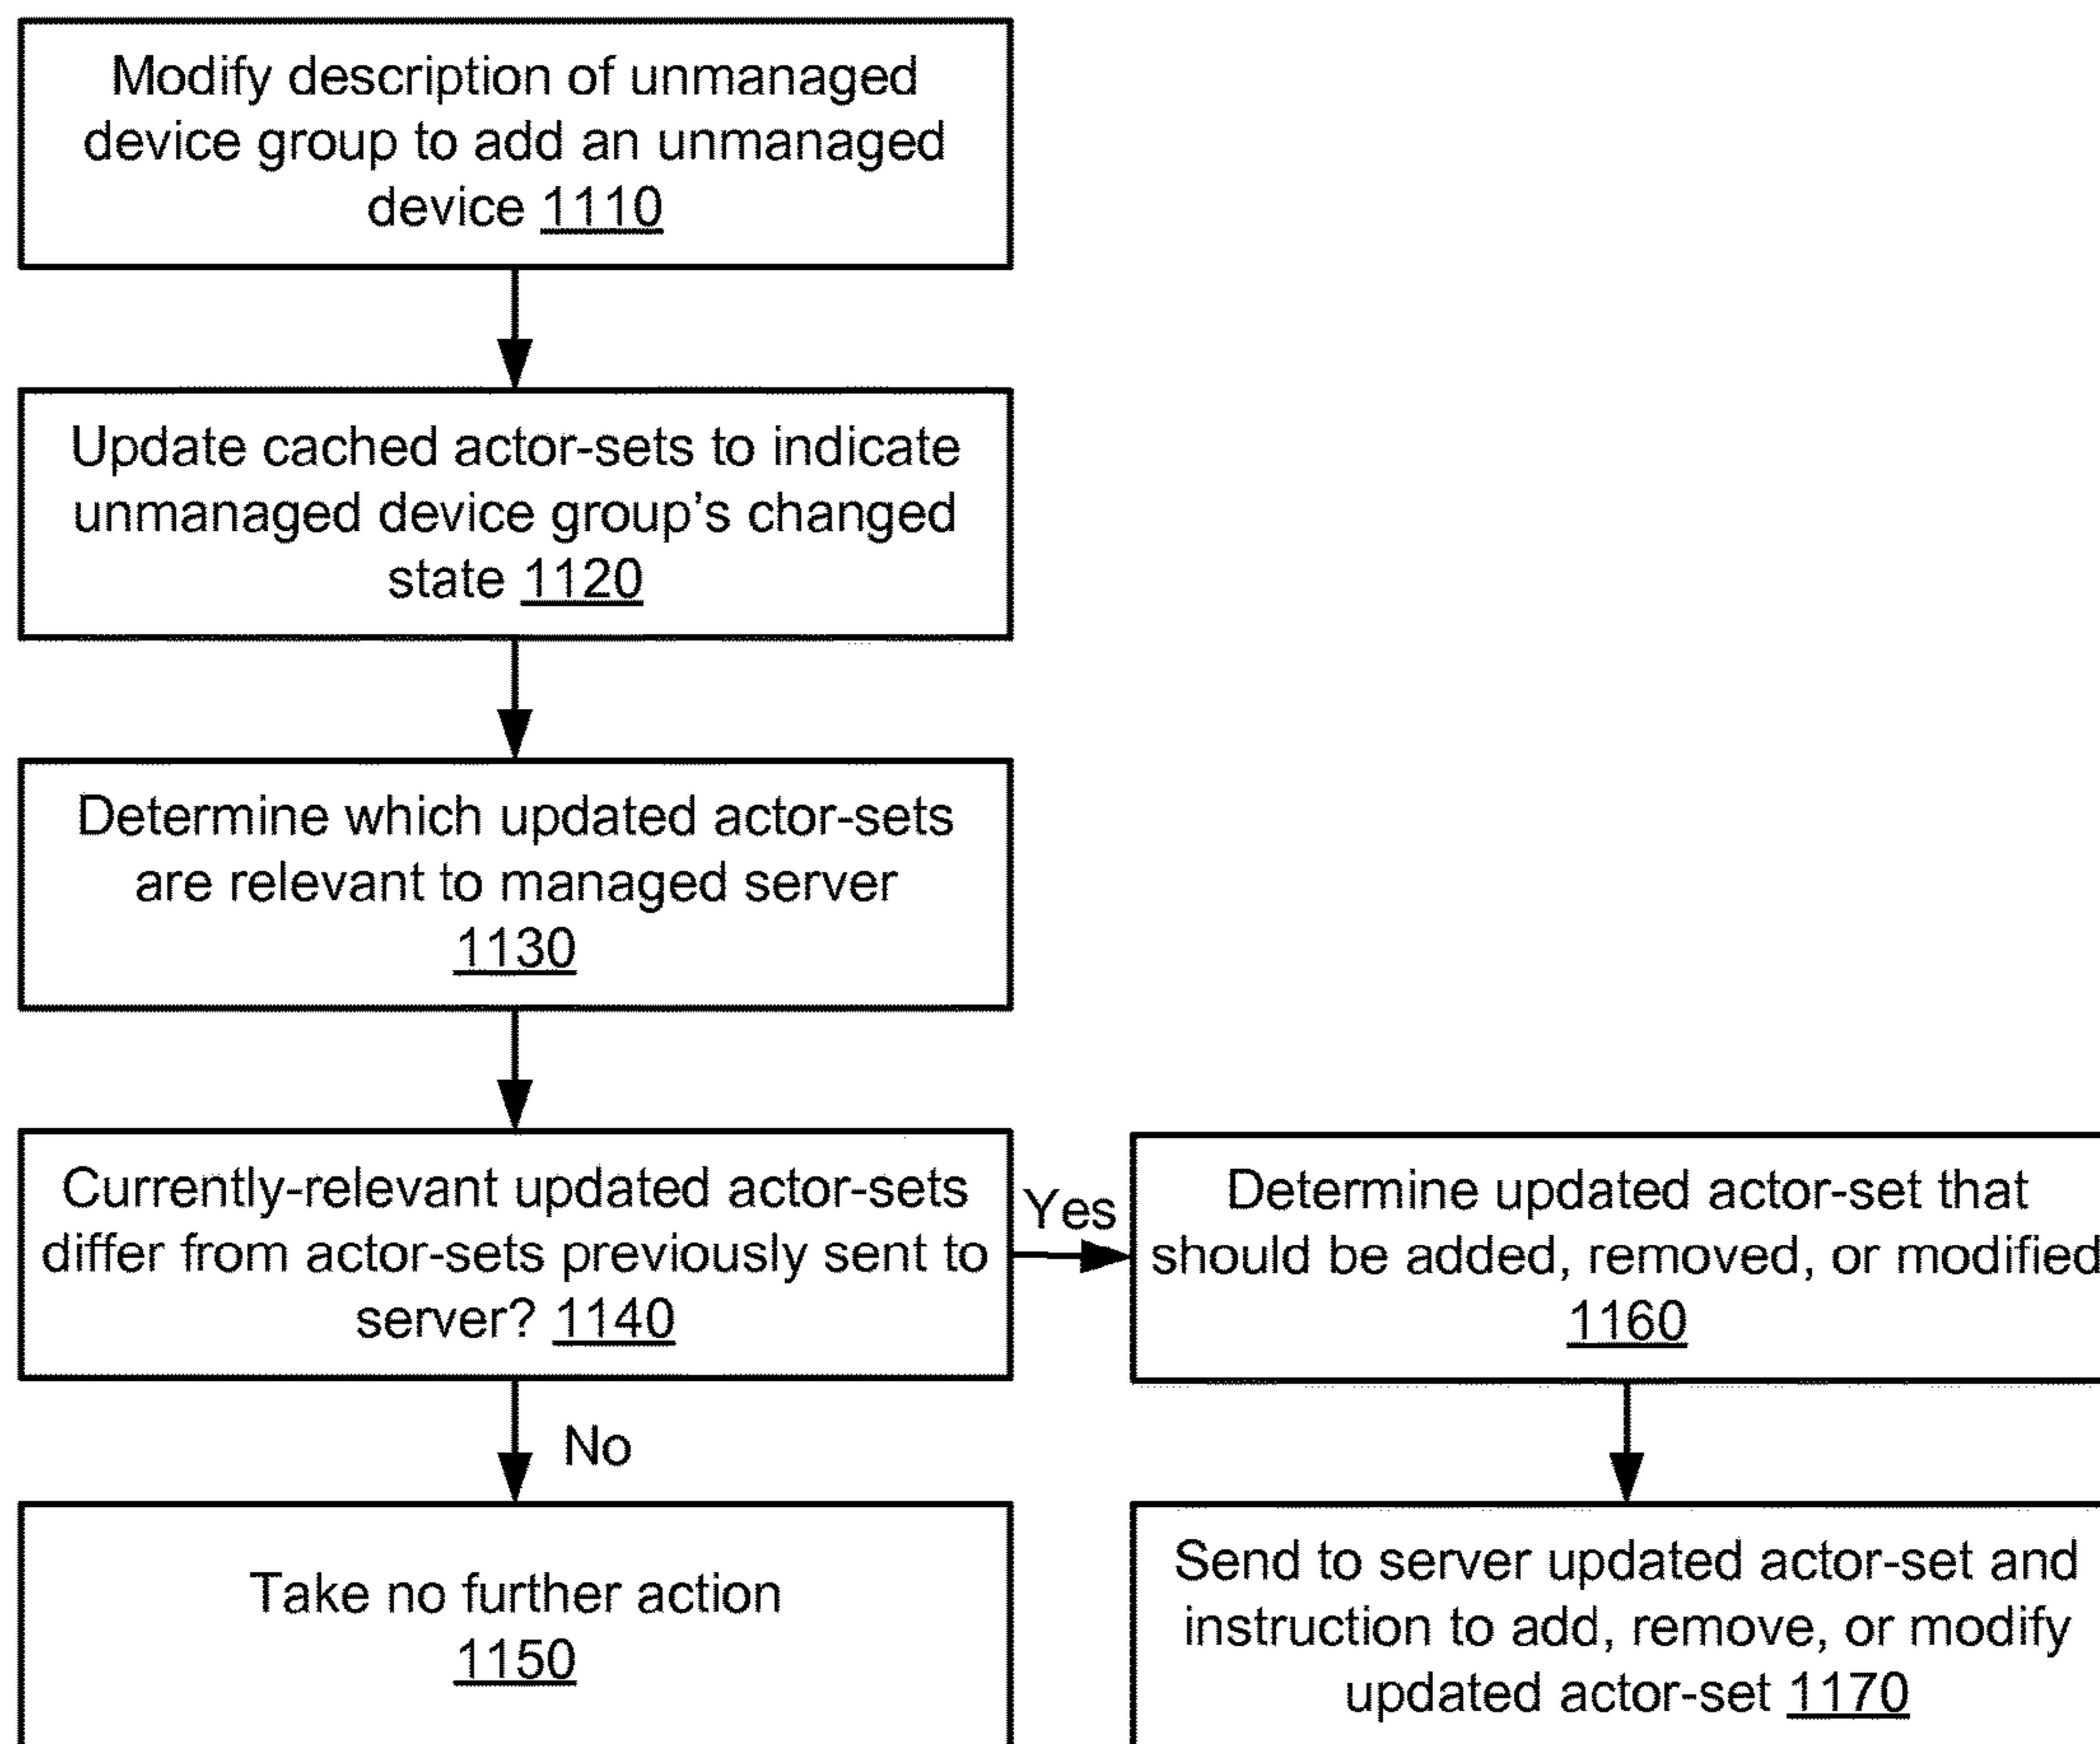 Modify description of unmanaged
device group to add an unmanaged
device 1110
Update cached actor-sets to indicate
unmanaged device group's changed
state 1120
Determine which updated actor-sets
are relevant to managed server
1130
Currently-relevant updated actor-sets
differ from actor-sets previously sent to
server? 1140
Yes
Determine updated actor-set that
should be added, removed, or modified
1160
No
Take no further action
1150
Send to server updated actor-set and
instruction to add, remove, or modify
updated actor-set 1170